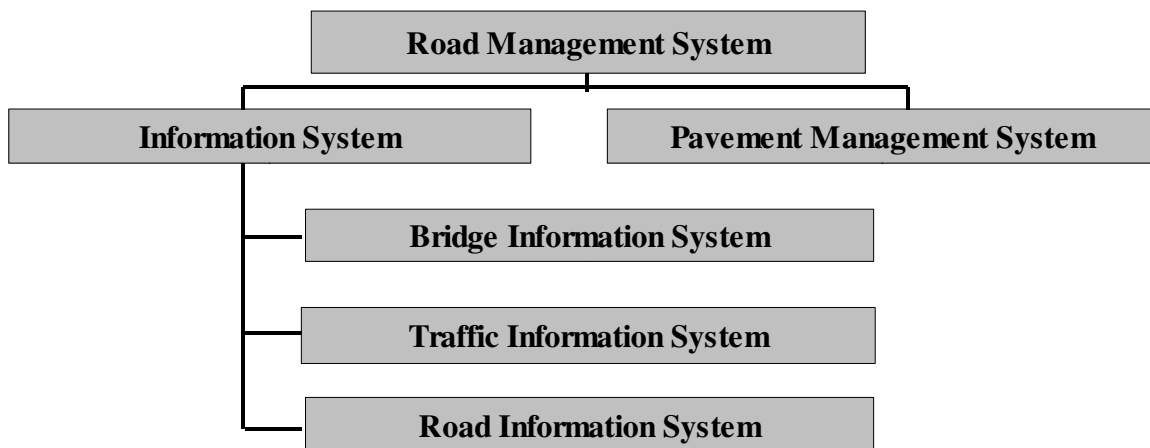 Road Management System
Information System
Pavement Management System
Bridge Information System
Traffic Information System
Road Information System